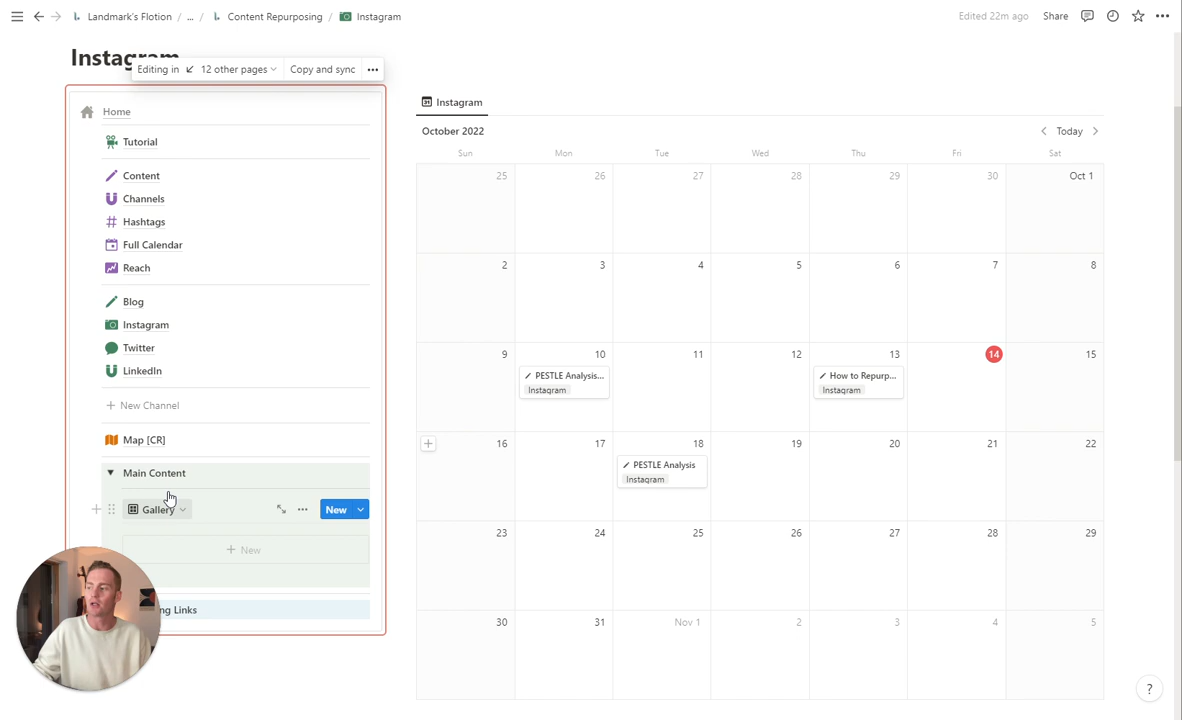 Landmark's Flotion / ... / Content Repurposing / Instagram
Edited 22m ago Share
Instagram
Editing in 12 other pages Copy and sync
Home
Tutorial
Content
Channels
Hashtags
Full Calendar
Reach
Blog
Instagram
Twitter
LinkedIn
+ New Channel
Map [CR]
Main Content
Gallery New
+ New
Links
Instagram
October 2022 Today
Sun Mon Tue Wed Thu Fri Sat
25 26 27 28 29 30 Oct 1
2 3 4 5 6 7 8
9 10 11 12 13 14 15
PESTLE Analysis... How to Repurp...
Instagram Instagram
16 17 18 19 20 21 22
PESTLE Analysis
Instagram
23 24 25 26 27 28 29
30 31 Nov 1 2 3 4 5
?